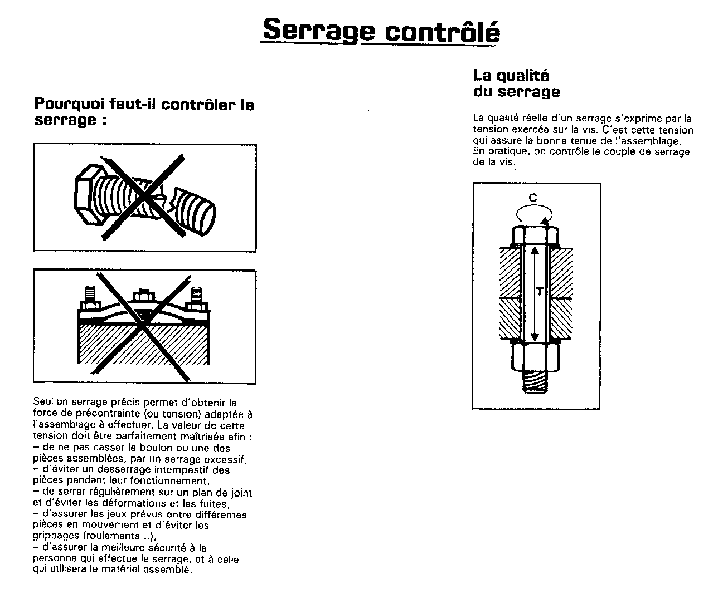 Serrage contrôlé
Pourquoi faut-il contrôler le
serrage :
Seul un serrage précis permet d'obtenir la
force de précontrainte (ou tension) adaptée à
l'assemblage à effectuer. La valeur de cette
tension doit être parfaitement maîtrisée afin :
– de ne pas casser le boulon ou une des
pièces assemblées, par un serrage excessif,
– d'éviter un desserrage intempestif des
pièces pendant leur fonctionnement,
– de serrer régulièrement sur un plan de joint
et d'éviter les déformations et les fuites,
– d'assurer les jeux prévus entre différentes
pièces en mouvement et d'éviter les
grippages (roulements ...),
– d'assurer la meilleure sécurité à la
personne qui effectue le serrage, et à celle
qui utilisera le matériel assemblé.
La qualité
du serrage
La qualité réelle d'un serrage s'exprime par la
tension exercée sur la vis. C'est cette tension
qui assure la bonne tenue de l'assemblage.
En pratique, on contrôle le couple de serrage
de la vis.
C
T